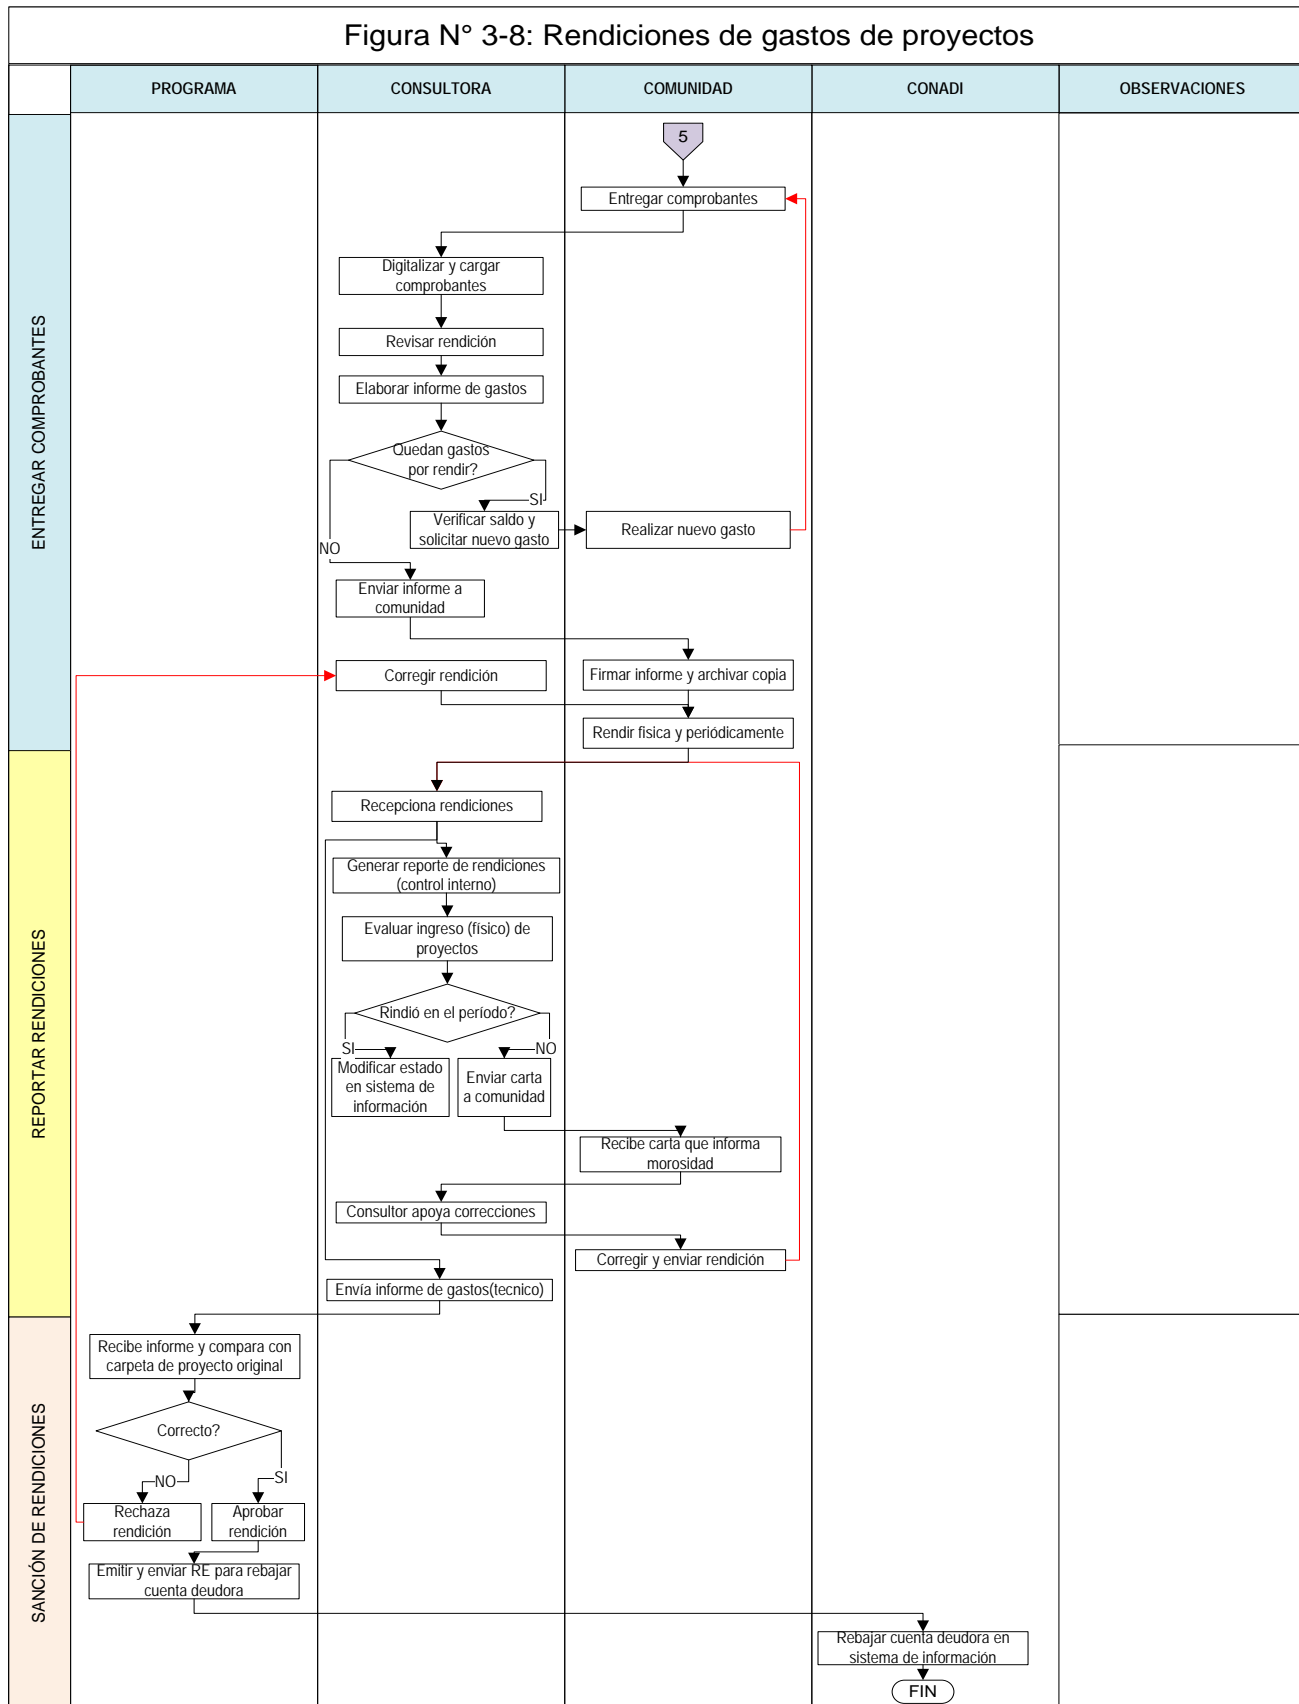 Figura N° 3-8: Rendiciones de gastos de proyectos
PROGRAMA
CONSULTORA
COMUNIDAD
CONADI
OBSERVACIONES
ENTREGAR COMPROBANTES
5
Entregar comprobantes
Digitalizar y cargar
comprobantes
Revisar rendición
Elaborar informe de gastos
Quedan gastos
por rendir?
SI
Verificar saldo y
solicitar nuevo gasto
Realizar nuevo gasto
NO
Enviar informe a
comunidad
Corregir rendición
Firmar informe y archivar copia
Rendir física y periódicamente
REPORTAR RENDICIONES
Recepciona rendiciones
Generar reporte de rendiciones
(control interno)
Evaluar ingreso (físico) de
proyectos
Rindió en el período?
SI
NO
Modificar estado
en sistema de
información
Enviar carta
a comunidad
Recibe carta que informa
morosidad
Consultor apoya correcciones
Corregir y enviar rendición
Envía informe de gastos(tecnico)
SANCIÓN DE RENDICIONES
Recibe informe y compara con
carpeta de proyecto original
Correcto?
NO
SI
Rechaza
rendición
Aprobar
rendición
Emitir y enviar RE para rebajar
cuenta deudora
Rebajar cuenta deudora en
sistema de información
FIN